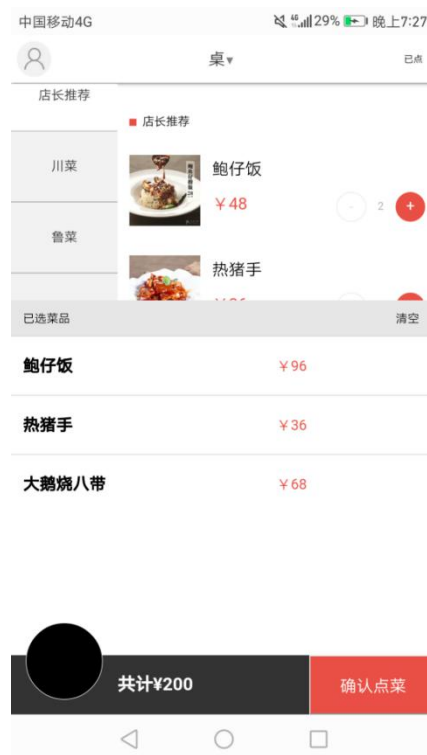 中国移动4G 46 29% 晚上7:27
桌▾ 已点
店长推荐
■ 店长推荐
川菜
鲍仔饭
￥48
- 2 +
鲁菜
热猪手
已选菜品 清空
鲍仔饭 ￥96
热猪手 ￥36
大鹅烧八带 ￥68
共计¥200 确认点菜